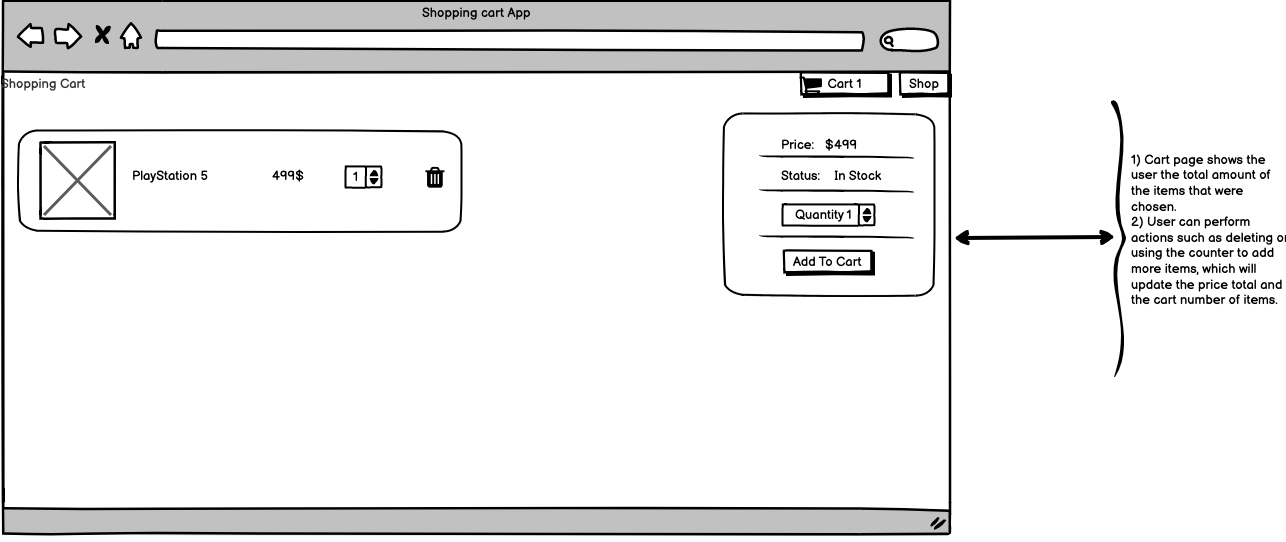 Shopping cart App
Shopping Cart
Cart 1
Shop
PlayStation 5
499$
1
Price: $499
Status: In Stock
Quantity 1
Add To Cart
1) Cart page shows the
user the total amount of
the items that were
chosen.
2) User can perform
actions such as deleting or
using the counter to add
more items, which will
update the price total and
the cart number of items.